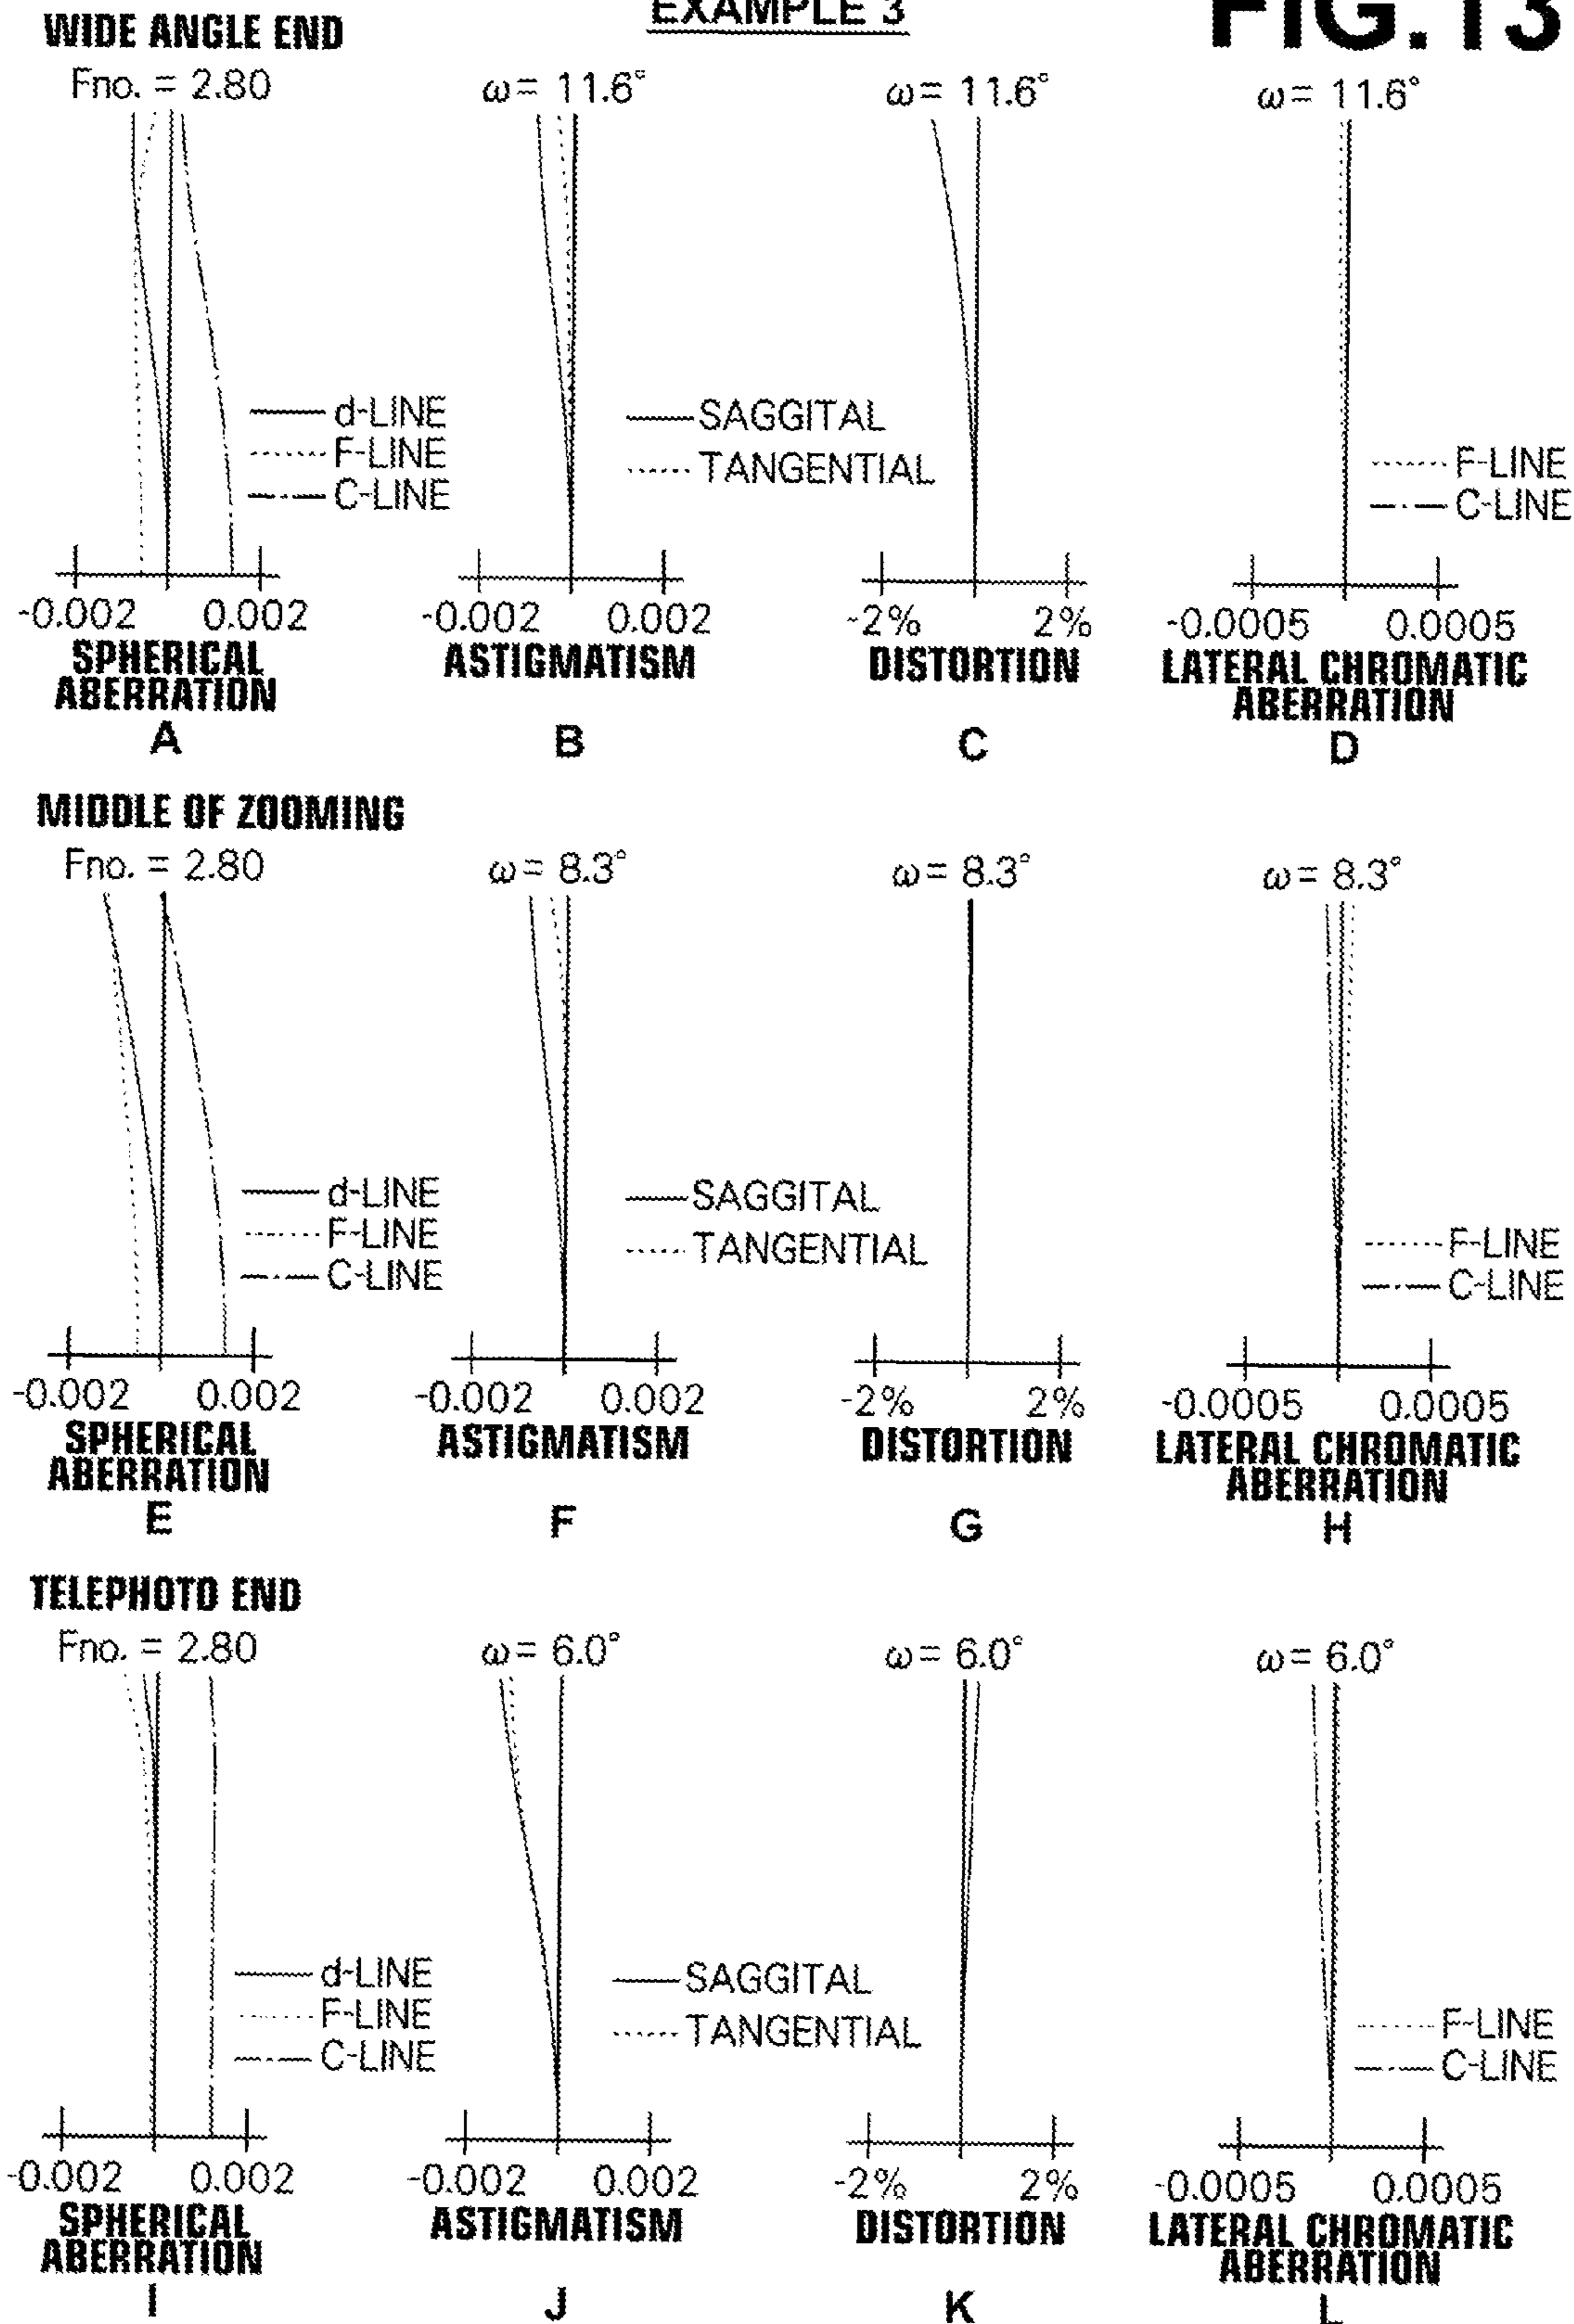 EXAMPLE 3
FIG.13
WIDE ANGLE END
Fno. = 2.80
ω= 11.6°
ω= 11.6°
ω= 11.6°
d-LINE
F-LINE
C-LINE
SAGGITAL
TANGENTIAL
F-LINE
C-LINE
-0.002 0.002
-0.002 0.002
-2% 2%
-0.0005 0.0005
SPHERICAL
ABERRATION
ASTIGMATISM
DISTORTION
LATERAL CHROMATIC
ABERRATION
A
B
C
D
MIDDLE OF ZOOMING
Fno. = 2.80
ω= 8.3°
ω= 8.3°
ω= 8.3°
d-LINE
F-LINE
C-LINE
SAGGITAL
TANGENTIAL
F-LINE
C-LINE
-0.002 0.002
-0.002 0.002
-2% 2%
-0.0005 0.0005
SPHERICAL
ABERRATION
ASTIGMATISM
DISTORTION
LATERAL CHROMATIC
ABERRATION
E
F
G
H
TELEPHOTO END
Fno. = 2.80
ω= 6.0°
ω= 6.0°
ω= 6.0°
d-LINE
F-LINE
C-LINE
SAGGITAL
TANGENTIAL
F-LINE
C-LINE
-0.002 0.002
-0.002 0.002
-2% 2%
-0.0005 0.0005
SPHERICAL
ABERRATION
ASTIGMATISM
DISTORTION
LATERAL CHROMATIC
ABERRATION
I
J
K
L